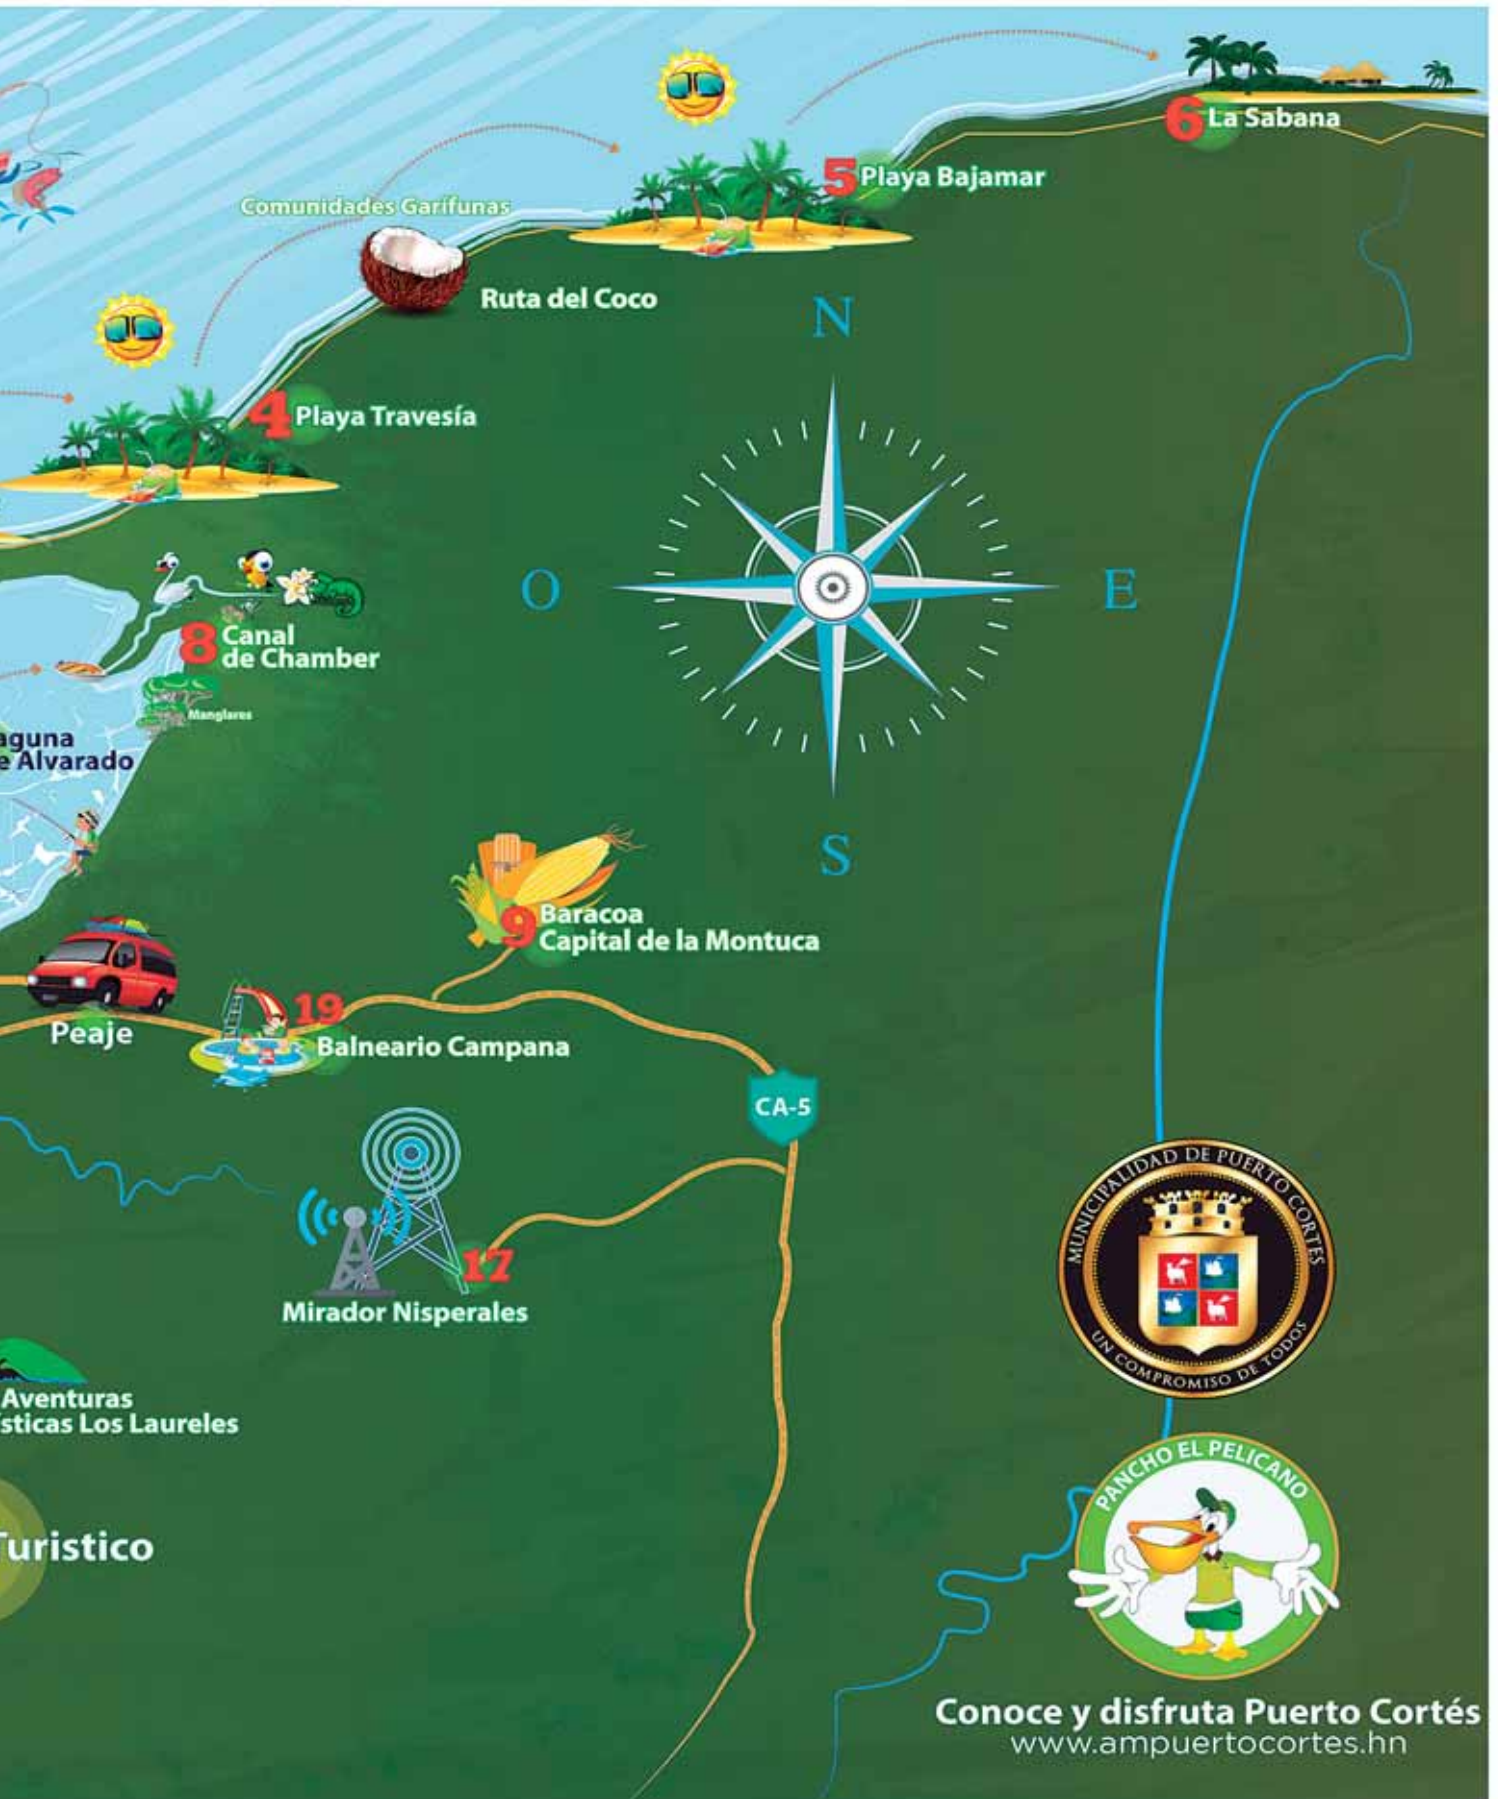 6 La Sabana
5 Playa Bajamar
Comunidades Garifunas
Ruta del Coco
N
4 Playa Travesía
O
E
8 Canal
de Chamber
Manglares
aguna
e Alvarado
S
9 Baracoa
Capital de la Montuca
19
Peaje
Balneario Campana
CA-5
MUNICIPALIDAD DE PUERTO CORTES
UN COMPROMISO DE TODOS
17
Mirador Nisperales
Aventuras
ísticas Los Laureles
PANCHO EL PELICANO
Turistico
Conoce y disfruta Puerto Cortés
www.ampuertocortes.hn